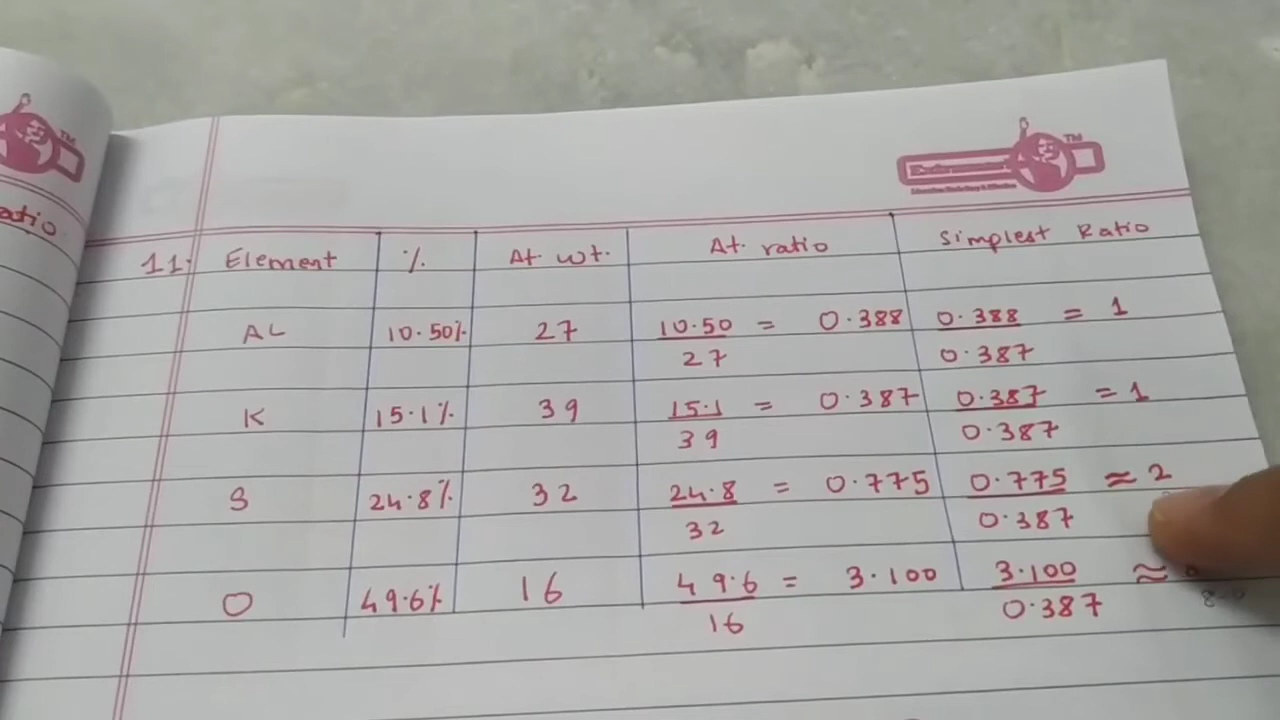 atio
TM
TM
11. Element % At. wt. At. ratio Simplest Ratio
AL 10.50% 27 10.50 = 0.388 0.388 = 1
27 0.387
K 15.1% 39 15.1 = 0.387 0.387 = 1
39 0.387
S 24.8% 32 24.8 = 0.775 0.775 ≈ 2
32 0.387
O 49.6% 16 49.6 = 3.100 3.100 ≈
16 0.387